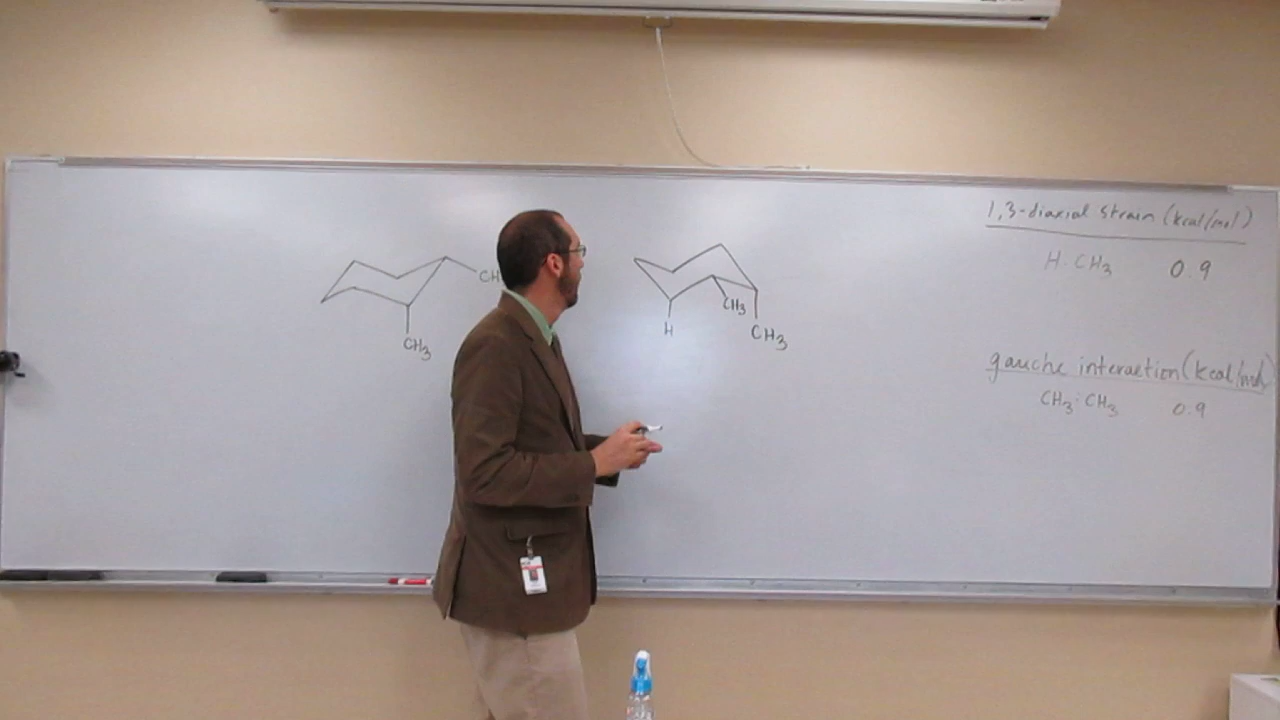 1,3-diaxial strain (kcal/mol)
H·CH3 0.9
gauche interaction (kcal/mol)
CH3:CH3 0.9
CH
CH3
CH3
H
CH3